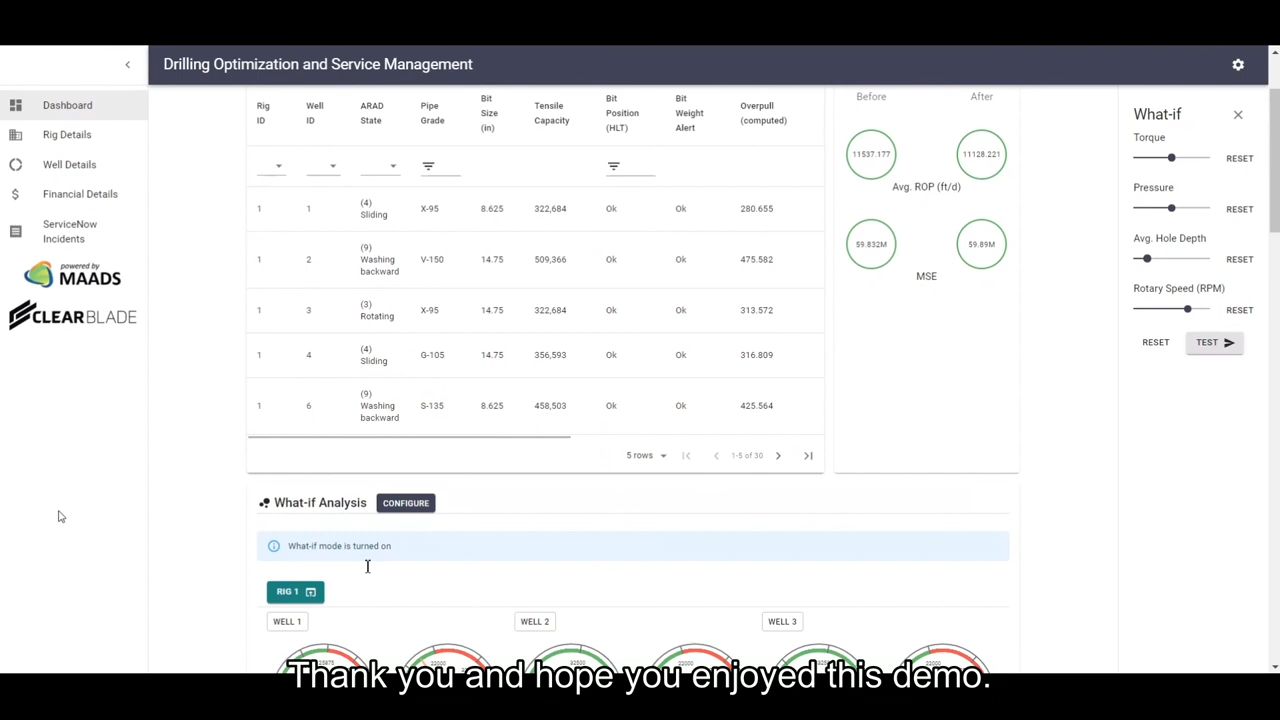 Drilling Optimization and Service Management
Dashboard
Rig Details
Well Details
Financial Details
ServiceNow
Incidents
powered by
MAADS
CLEARBLADE
Rig ID Well ID ARAD State Pipe Grade Bit Size (in) Tensile Capacity Bit Position (HLT) Bit Weight Alert Overpull (computed)
1 1 (4) Sliding X-95 8.625 322,684 Ok Ok 280.655
1 2 (9) Washing backward V-150 14.75 509,366 Ok Ok 475.582
1 3 (3) Rotating X-95 14.75 322,684 Ok Ok 313.572
1 4 (4) Sliding G-105 14.75 356,593 Ok Ok 316.809
1 6 (9) Washing backward S-135 8.625 458,503 Ok Ok 425.564
5 rows 1-5 of 30
Before After
11537.177 11128.221
Avg. ROP (ft/d)
59.832M 59.89M
MSE
What-if
Torque
RESET
Pressure
RESET
Avg. Hole Depth
RESET
Rotary Speed (RPM)
RESET
RESET TEST
What-if Analysis CONFIGURE
What-if mode is turned on
RIG 1
WELL 1 WELL 2 WELL 3
Thank you and hope you enjoyed this demo.